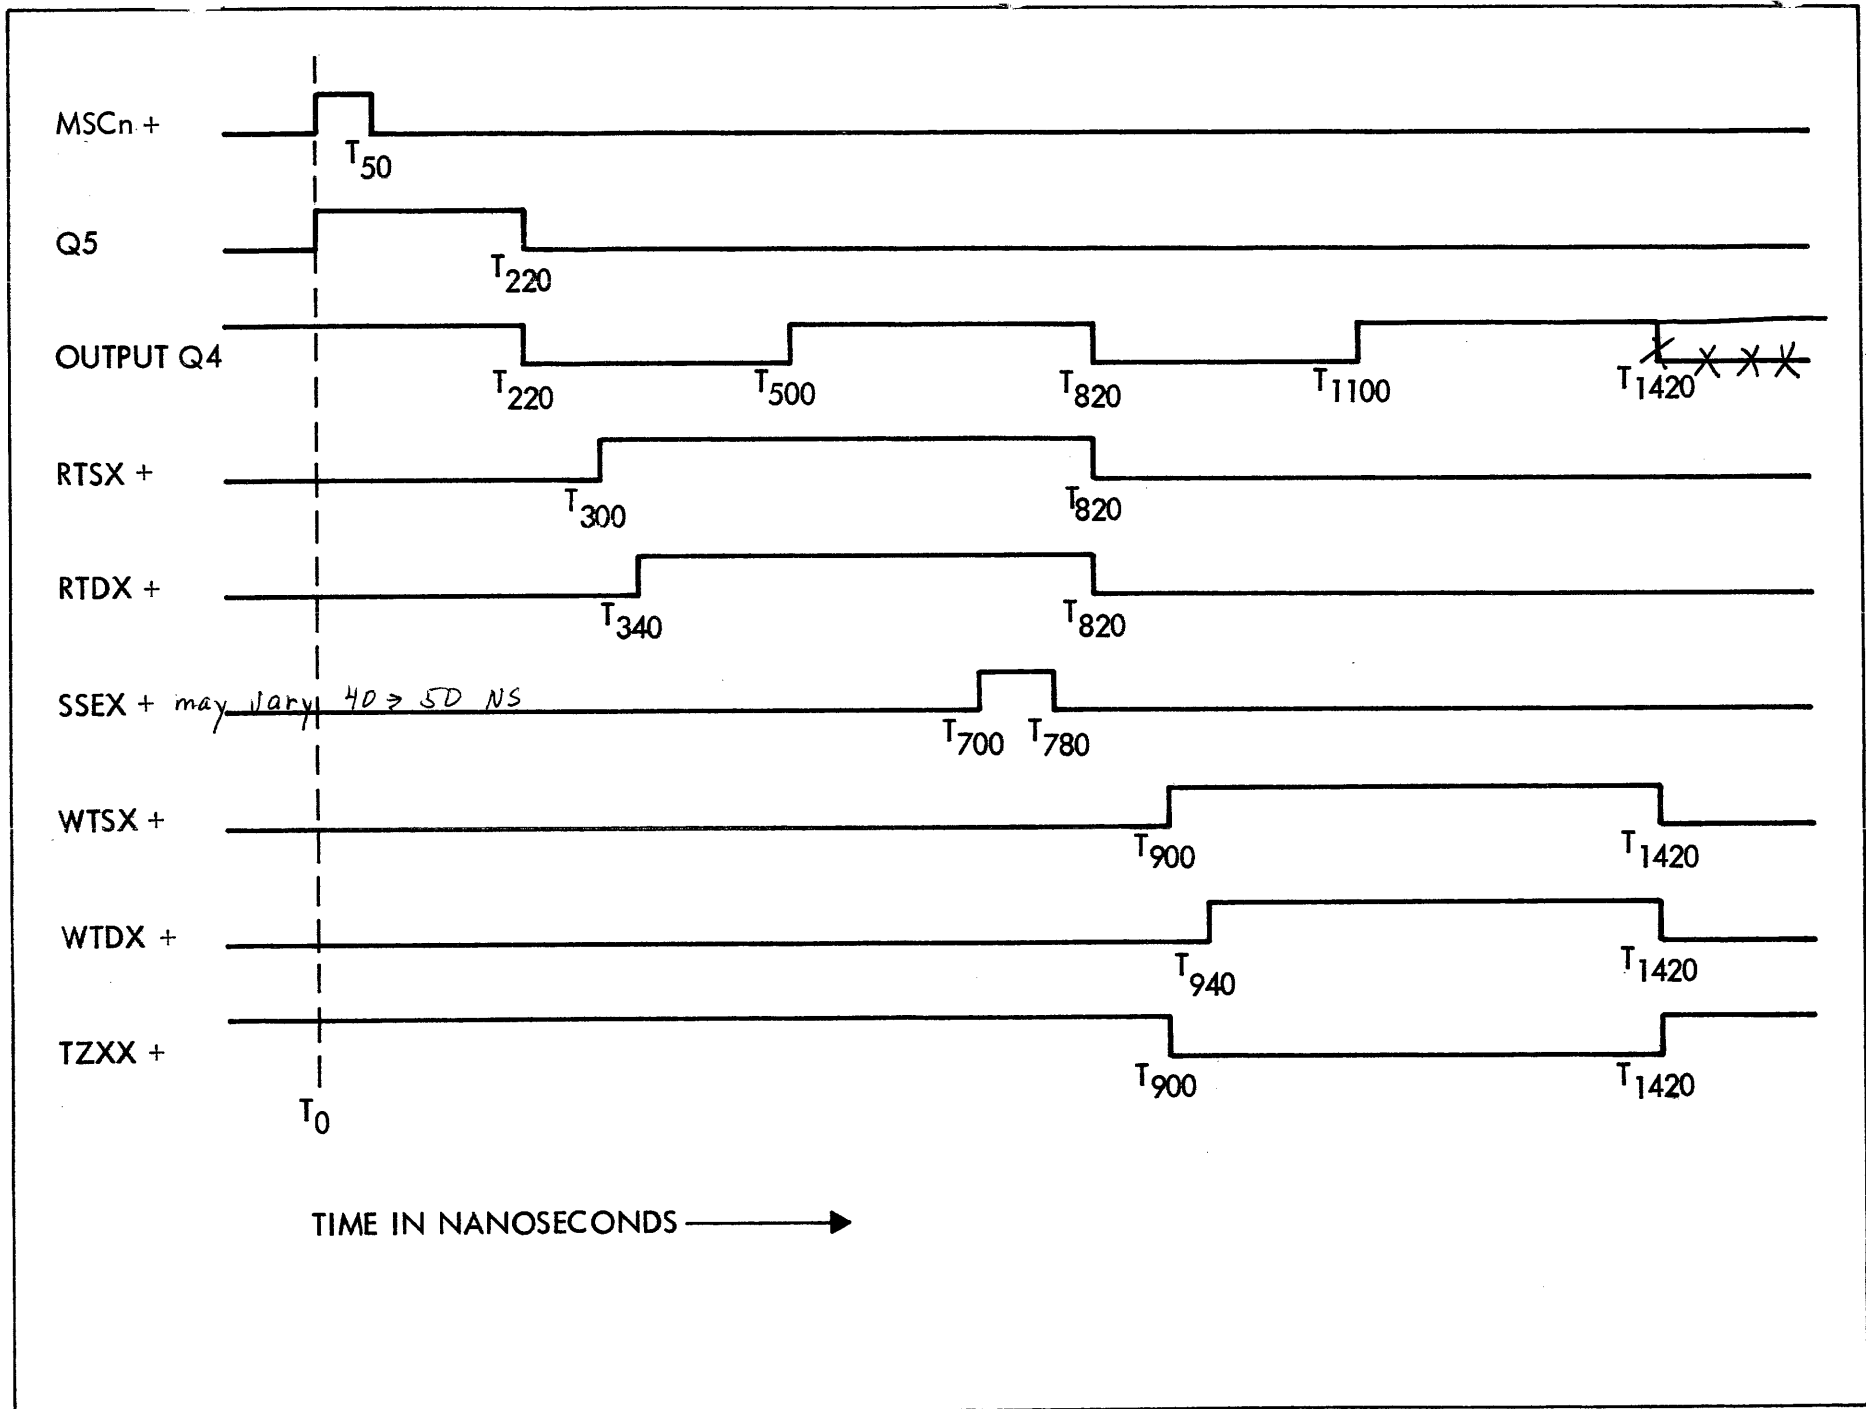 MSCn +
T50
Q5
T220
OUTPUT Q4
T220 T500 T820 T1100 T1420
RTSX +
T300 T820
RTDX +
T340 T820
SSEX + may vary 40 > 50 NS
T700 T780
WTSX +
T900 T1420
WTDX +
T940 T1420
TZXX +
T900 T1420
T0
TIME IN NANOSECONDS